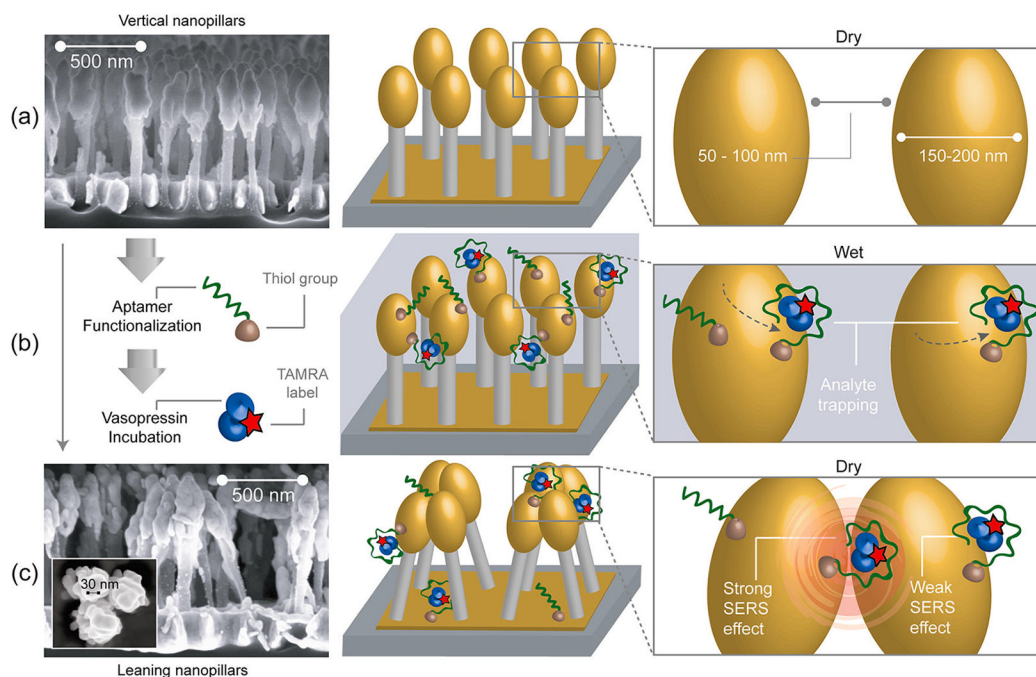 Vertical nanopillars
500 nm
(a)
Dry
50 - 100 nm
150-200 nm
Aptamer
Functionalization
Thiol group
(b)
Vasopressin
Incubation
TAMRA
label
Wet
Analyte
trapping
(c)
500 nm
30 nm
Leaning nanopillars
Dry
Strong
SERS
effect
Weak
SERS
effect